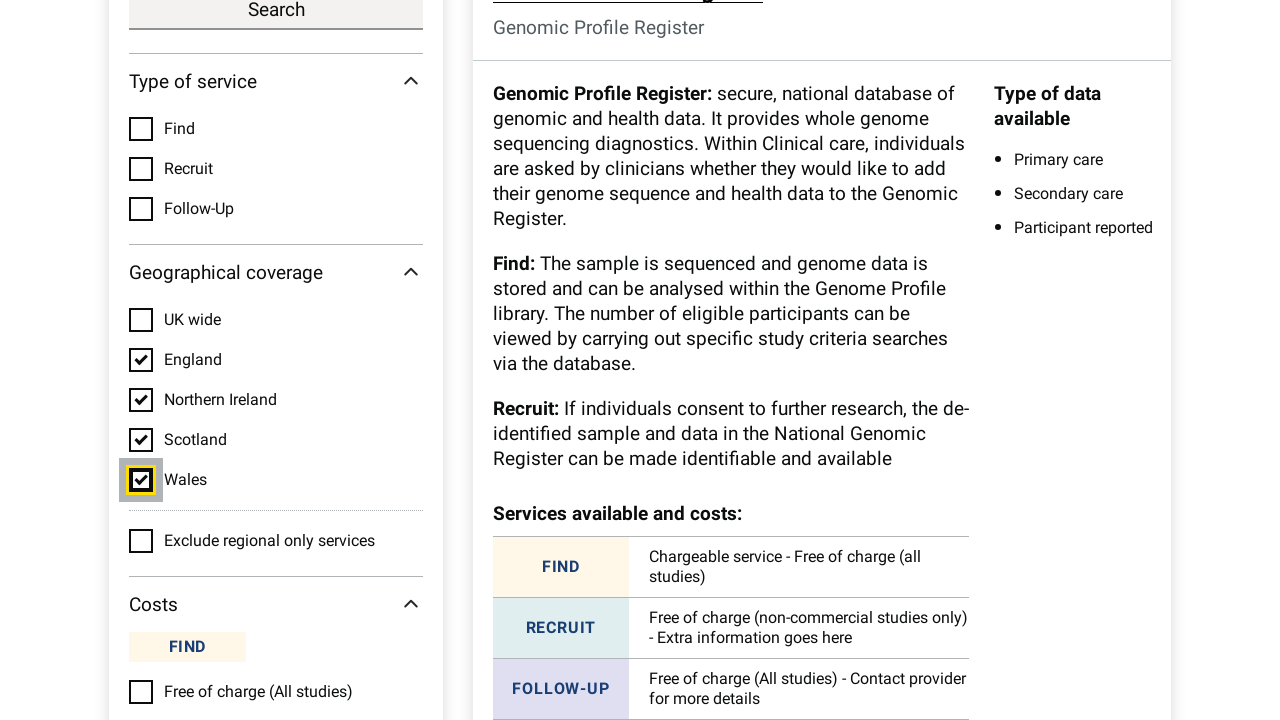 Search
Type of service
Find
Recruit
Follow-Up
Geographical coverage
UK wide
England
Northern Ireland
Scotland
Wales
Exclude regional only services
Costs
FIND
Free of charge (All studies)
Genomic Profile Register
Genomic Profile Register: secure, national database of
genomic and health data. It provides whole genome
sequencing diagnostics. Within Clinical care, individuals
are asked by clinicians whether they would like to add
their genome sequence and health data to the Genomic
Register.
Find: The sample is sequenced and genome data is
stored and can be analysed within the Genome Profile
library. The number of eligible participants can be
viewed by carrying out specific study criteria searches
via the database.
Recruit: If individuals consent to further research, the de-
identified sample and data in the National Genomic
Register can be made identifiable and available
Services available and costs:
FIND
Chargeable service - Free of charge (all
studies)
RECRUIT
Free of charge (non-commercial studies only)
- Extra information goes here
FOLLOW-UP
Free of charge (All studies) - Contact provider
for more details
Type of data
available
Primary care
Secondary care
Participant reported